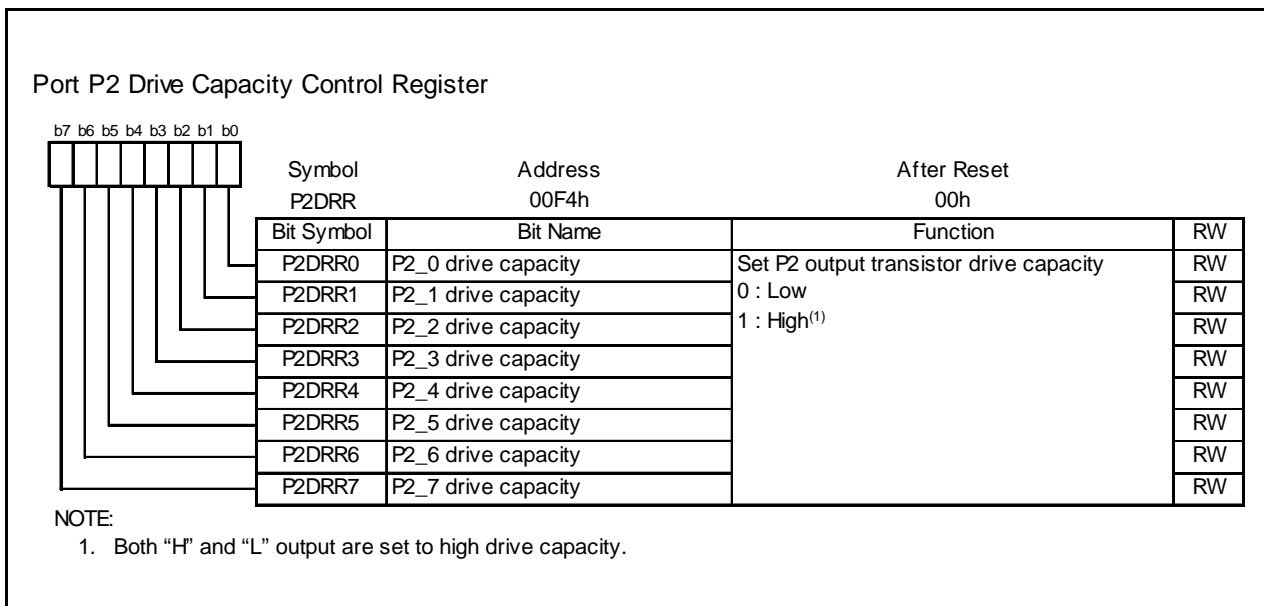 Port P2 Drive Capacity Control Register
b7 b6 b5 b4 b3 b2 b1 b0
Symbol Address After Reset
P2DRR 00F4h 00h
Bit Symbol Bit Name Function RW
P2DRR0 P2_0 drive capacity Set P2 output transistor drive capacity RW
P2DRR1 P2_1 drive capacity 0 : Low RW
P2DRR2 P2_2 drive capacity 1 : High(1) RW
P2DRR3 P2_3 drive capacity RW
P2DRR4 P2_4 drive capacity RW
P2DRR5 P2_5 drive capacity RW
P2DRR6 P2_6 drive capacity RW
P2DRR7 P2_7 drive capacity RW
NOTE:
1. Both “H” and “L” output are set to high drive capacity.